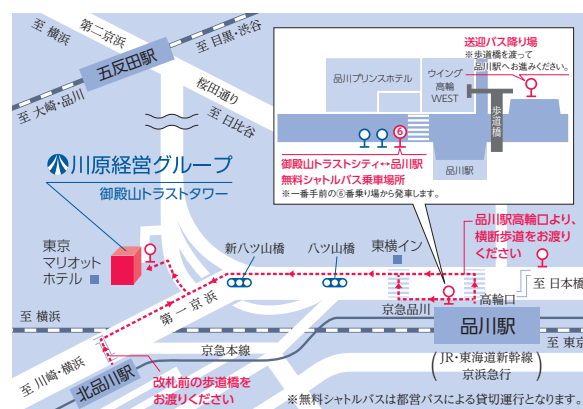 至 横浜
第二京浜
至 目黒・渋谷
五反田駅
桜田通り
至 大崎・品川
至 日比谷
川原経営グループ
御殿山トラストタワー
東京
マリオット
ホテル
新八ツ山橋
八ツ山橋
東横イン
第一京浜
至 横浜
至 川崎・横浜
北品川駅
京急本線
改札前の歩道橋を
お渡りください
京急品川
高輪口
品川駅
JR・東海道新幹線
京浜急行
至 日本橋
至 東京
品川駅高輪口より、
横断歩道をお渡り
ください
送迎バス降り場
※歩道橋を渡って
品川駅へお進みください。
品川プリンスホテル
ウイング
高輪
WEST
歩道橋
⑥
品川駅
御殿山トラストシティ↔品川駅
無料シャトルバス乗車場所
※一番手前の⑥番乗り場から発車します。
※無料シャトルバスは都営バスによる貸切運行となります。